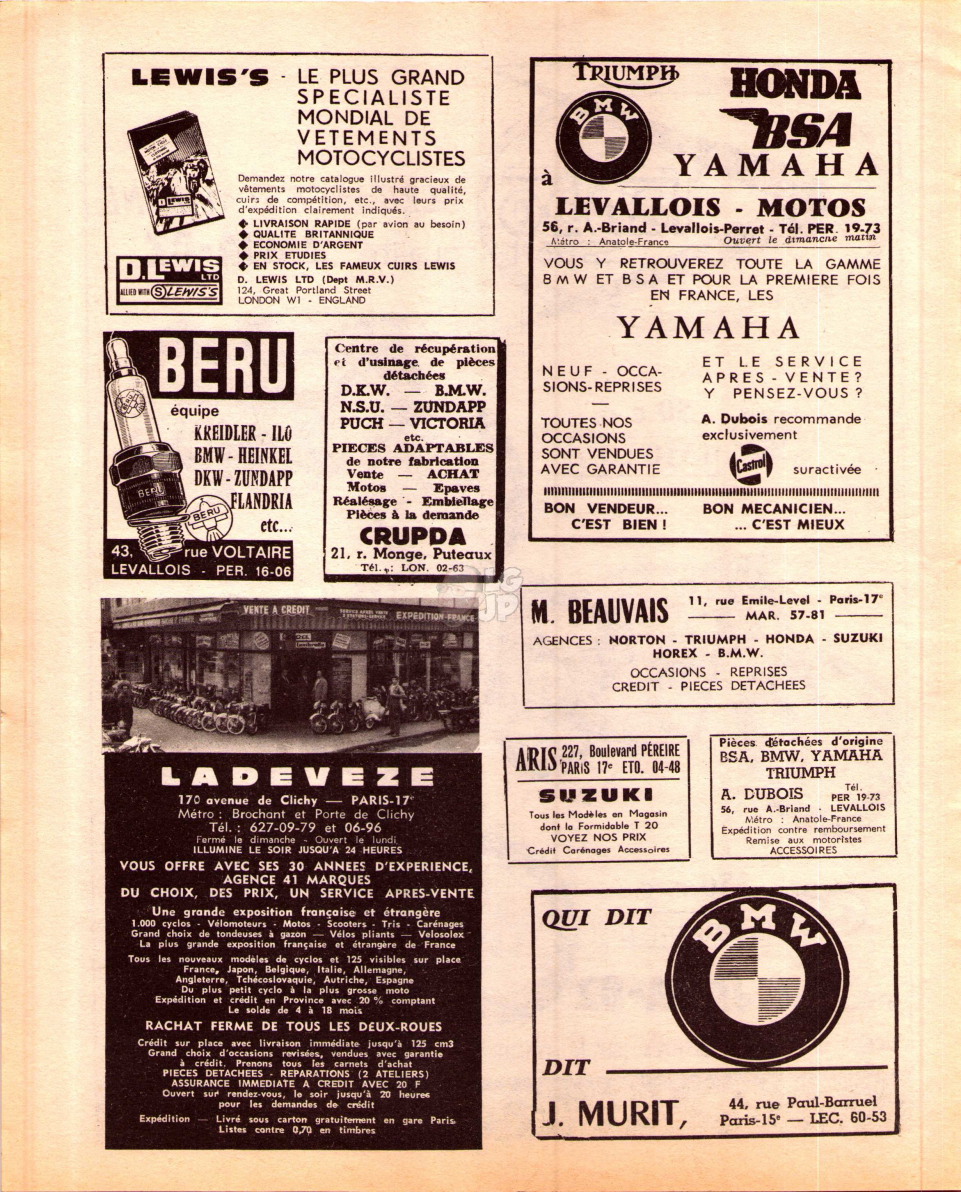 LEWIS'S - LE PLUS GRAND
SPECIALISTE
MONDIAL DE
VETEMENTS
MOTOCYCLISTES
Demandez notre catalogue illustré gracieux de
vêtements motocyclistes de haute qualité,
cuirs de compétition, etc., avec leurs prix
d'expédition clairement indiqués.
LIVRAISON RAPIDE (par avion au besoin)
QUALITE BRITANNIQUE
ECONOMIE D'ARGENT
PRIX ETUDIES
EN STOCK, LES FAMEUX CUIRS LEWIS
D. LEWIS LTD
ALLIED WITH S LEWIS'S
D. LEWIS LTD (Dept M.R.V.)
124, Great Portland Street
LONDON W1 - ENGLAND
BERU
équipe
KREIDLER - ILO
BMW - HEINKEL
DKW - ZUNDAPP
FLANDRIA
etc...
BERU
BERU
43, rue VOLTAIRE
LEVALLOIS - PER. 16-06
Centre de récupération
et d'usinage de pièces
détachées
D.K.W. — B.M.W.
N.S.U. — ZUNDAPP
PUCH — VICTORIA
etc.
PIECES ADAPTABLES
de notre fabrication
Vente — ACHAT
Motos - Epaves
Réalésage - Embiellage
Pièces à la demande
CRUPDA
21, r. Monge, Puteaux
Tél. : LON. 02-63
VENTE A CREDIT
SERVICE APRES VENTE
EXPEDITION-FRANCE
LADEVEZE
170 avenue de Clichy — PARIS-17e
Métro : Brochant et Porte de Clichy
Tél. : 627-09-79 et 06-96
Fermé le dimanche - Ouvert le lundi
ILLUMINE LE SOIR JUSQU'A 24 HEURES
VOUS OFFRE AVEC SES 30 ANNEES D'EXPERIENCE,
AGENCE 41 MARQUES
DU CHOIX, DES PRIX, UN SERVICE APRES-VENTE
Une grande exposition française et étrangère
1.000 cyclos - Vélomoteurs - Motos - Scooters - Tris - Carénages
Grand choix de tondeuses à gazon — Vélos pliants — Velosolex
La plus grande exposition française et étrangère de France
Tous les nouveaux modèles de cyclos et 125 visibles sur place
France, Japon, Belgique, Italie, Allemagne,
Angleterre, Tchécoslovaquie, Autriche, Espagne
Du plus petit cyclo à la plus grosse moto
Expédition et crédit en Province avec 20 % comptant
Le solde de 4 à 18 mois
RACHAT FERME DE TOUS LES DEUX-ROUES
Crédit sur place avec livraison immédiate jusqu'à 125 cm3
Grand choix d'occasions revisées, vendues avec garantie
à crédit. Prenons tous les carnets d'achat
PIECES DETACHEES - REPARATIONS (2 ATELIERS)
ASSURANCE IMMEDIATE A CREDIT AVEC 20 F
Ouvert sur rendez-vous, le soir jusqu'à 20 heures
pour les demandes de crédit
Expédition — Livré sous carton gratuitement en gare Paris
Listes contre 0,70 en timbres
TRIUMPH
BMW
HONDA
BSA
YAMAHA
à
LEVALLOIS - MOTOS
56, r. A.-Briand - Levallois-Perret - Tél. PER. 19-73
Métro : Anatole-France Ouvert le dimanche matin
VOUS Y RETROUVEREZ TOUTE LA GAMME
BMW ET BSA ET POUR LA PREMIERE FOIS
EN FRANCE, LES
YAMAHA
NEUF - OCCA-
SIONS-REPRISES
—
TOUTES NOS
OCCASIONS
SONT VENDUES
AVEC GARANTIE
ET LE SERVICE
APRES-VENTE ?
Y PENSEZ-VOUS ?
A. Dubois recommande
exclusivement
Castrol suractivée
BON VENDEUR...
C'EST BIEN !
BON MECANICIEN...
... C'EST MIEUX
M. BEAUVAIS 11, rue Emile-Level - Paris-17e
MAR. 57-81
AGENCES : NORTON - TRIUMPH - HONDA - SUZUKI
HOREX - B.M.W.
OCCASIONS - REPRISES
CREDIT - PIECES DETACHEES
ARIS 227, Boulevard PÉREIRE
PARIS 17e ETO. 04-48
SUZUKI
Tous les Modèles en Magasin
dont la Formidable T 20
VOYEZ NOS PRIX
Crédit Carénages Accessoires
Pièces détachées d'origine
BSA, BMW, YAMAHA
TRIUMPH
A. DUBOIS Tél.
PER 19-73
56, rue A.-Briand - LEVALLOIS
Métro : Anatole-France
Expédition contre remboursement
Remise aux motoristes
ACCESSOIRES
QUI DIT
BMW
DIT
J. MURIT, 44, rue Paul-Barruel
Paris-15e — LEC. 60-53